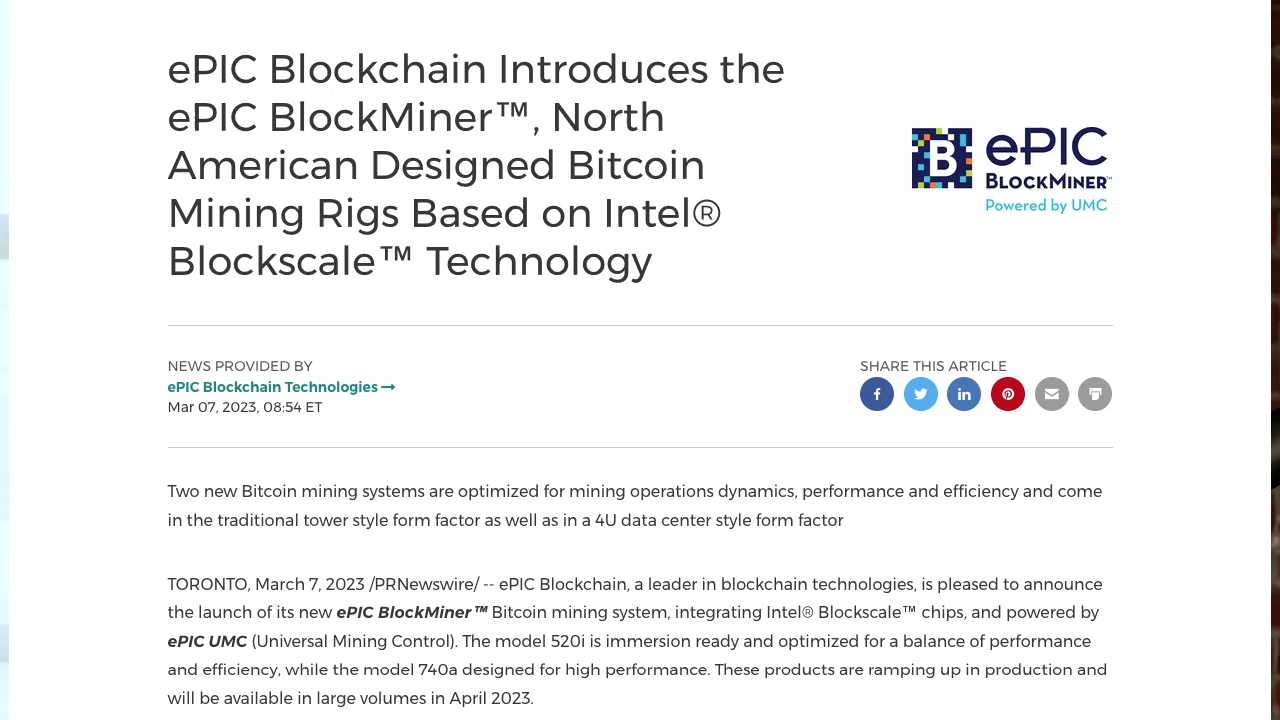 ePIC Blockchain Introduces the
ePIC BlockMiner™, North
American Designed Bitcoin
Mining Rigs Based on Intel®
Blockscale™ Technology
B ePIC
BLOCKMINER™
Powered by UMC
NEWS PROVIDED BY
ePIC Blockchain Technologies →
Mar 07, 2023, 08:54 ET
SHARE THIS ARTICLE
Two new Bitcoin mining systems are optimized for mining operations dynamics, performance and efficiency and come
in the traditional tower style form factor as well as in a 4U data center style form factor
TORONTO, March 7, 2023 /PRNewswire/ -- ePIC Blockchain, a leader in blockchain technologies, is pleased to announce
the launch of its new ePIC BlockMiner™ Bitcoin mining system, integrating Intel® Blockscale™ chips, and powered by
ePIC UMC (Universal Mining Control). The model 520i is immersion ready and optimized for a balance of performance
and efficiency, while the model 740a designed for high performance. These products are ramping up in production and
will be available in large volumes in April 2023.